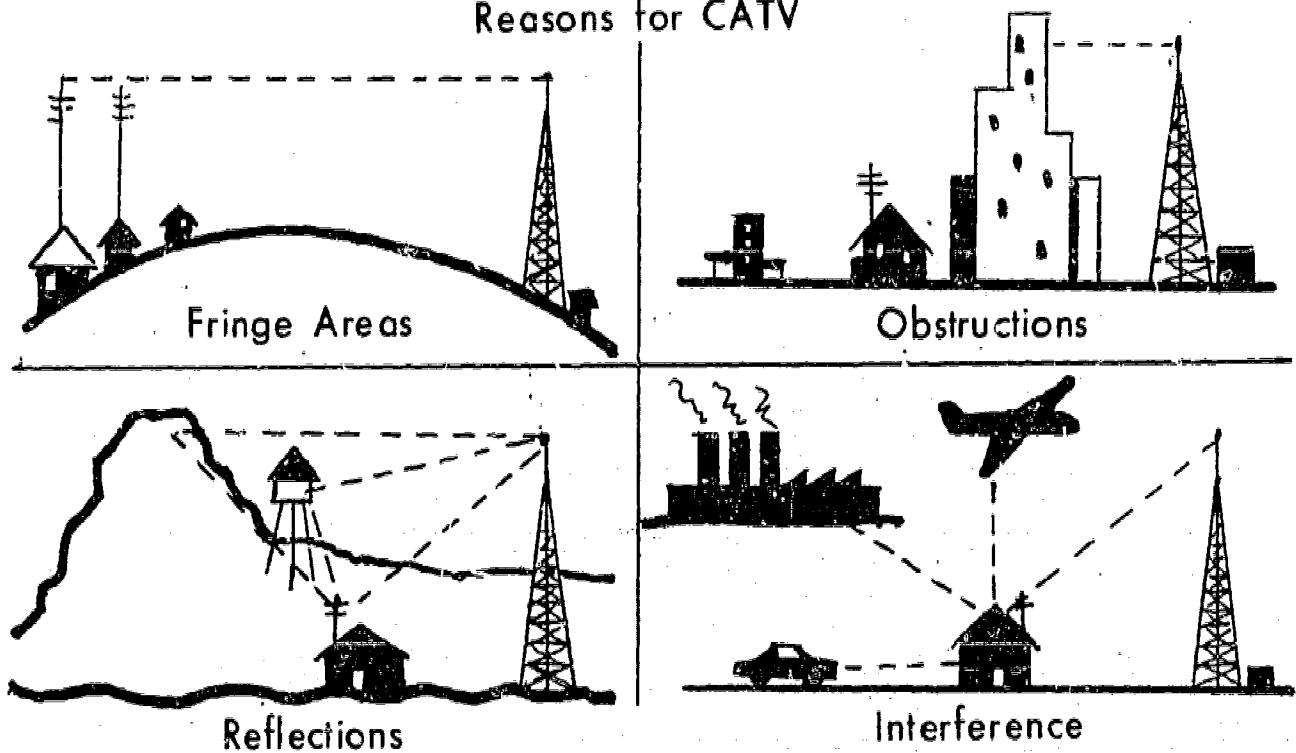 Reasons for CATV
Fringe Areas
Obstructions
Reflections
Interference